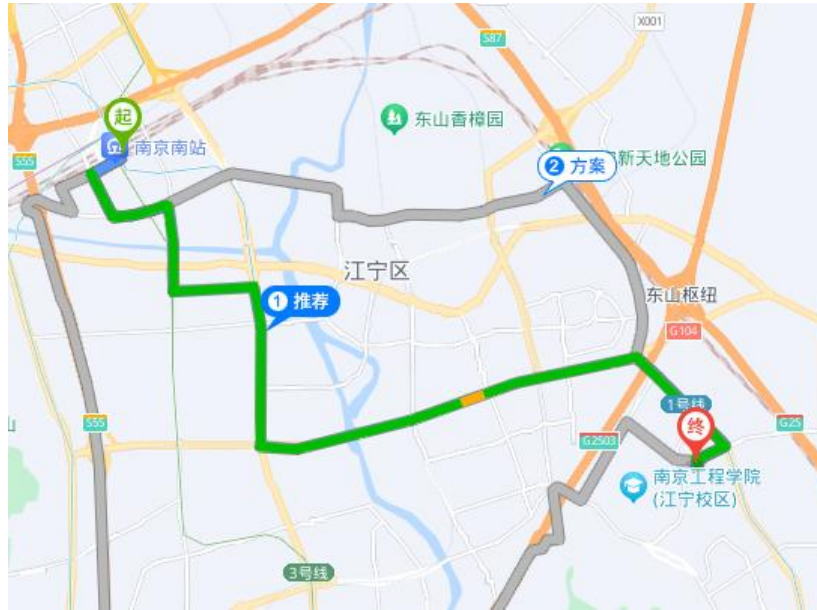 X001
S87
起
东山香樟园
南京南站
S55
新天地公园
2 方案
江宁区
东山枢纽
1 推荐
G104
1号线
S55
G25
终
G2503
南京工程学院
(江宁校区)
3号线